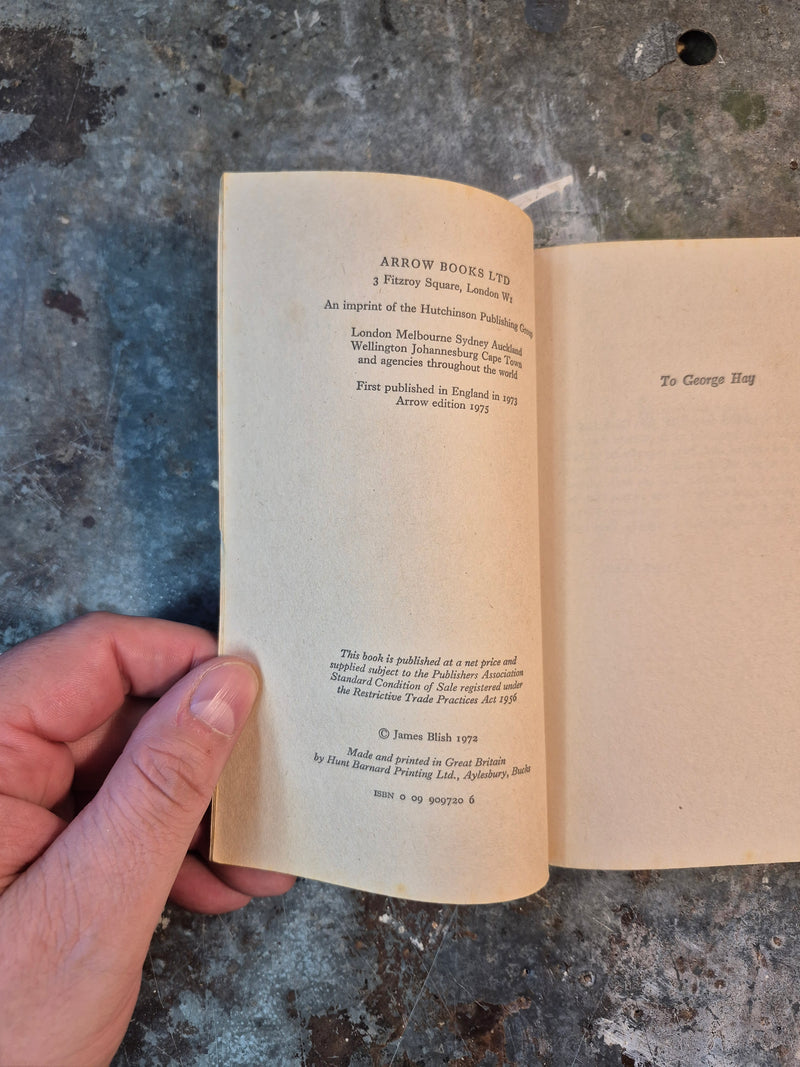 ARROW BOOKS LTD
3 Fitzroy Square, London W1
An imprint of the Hutchinson Publishing Group
London Melbourne Sydney Auckland
Wellington Johannesburg Cape Town
and agencies throughout the world
First published in England in 1973
Arrow edition 1975
This book is published at a net price and
supplied subject to the Publishers Association
Standard Condition of Sale registered under
the Restrictive Trade Practices Act 1956
© James Blish 1972
Made and printed in Great Britain
by Hunt Barnard Printing Ltd., Aylesbury, Bucks
ISBN 0 09 909720 6
To George Hay